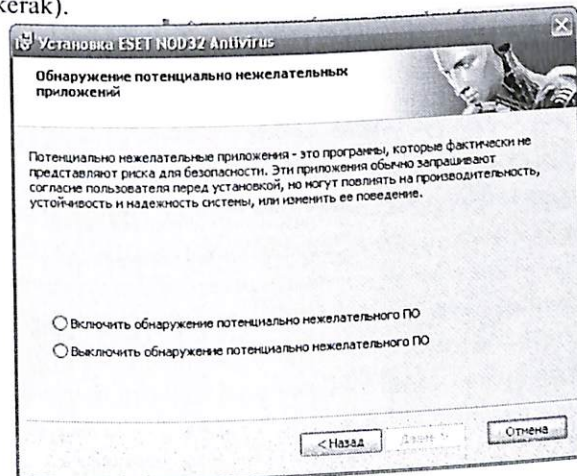 kerak).
Установка ESET NOD32 Antivirus
Обнаружение потенциально нежелательных
приложений
Потенциально нежелательные приложения - это программы, которые фактически не
представляют риска для безопасности. Эти приложения обычно запрашивают
согласие пользователя перед установкой, но могут повлиять на производительность,
устойчивость и надежность системы, или изменить ее поведение.
Включить обнаружение потенциально нежелательного ПО
Выключить обнаружение потенциально нежелательного ПО
< Назад
Далее >
Отмена